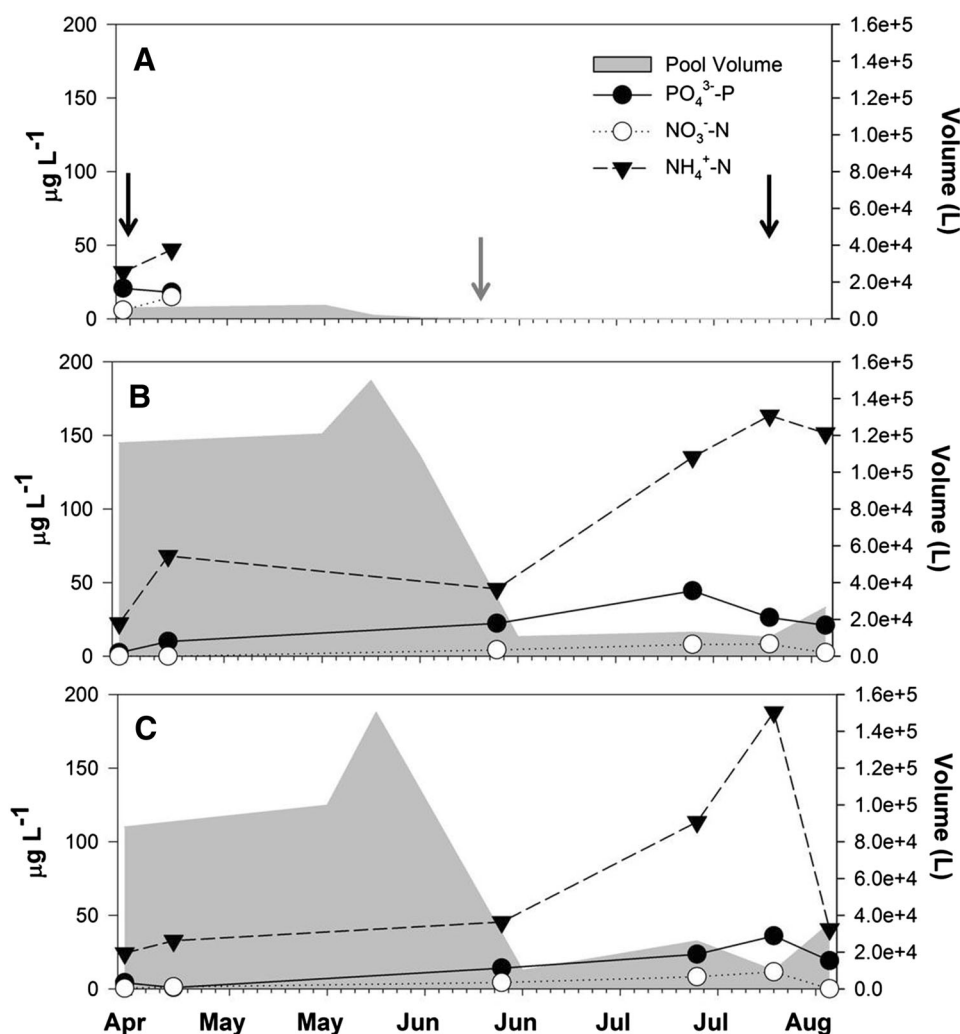 A
200
150
100
50
0
µg L⁻¹
Pool Volume
PO₄³⁻-P
NO₃⁻-N
NH₄⁺-N
1.6e+5
1.4e+5
1.2e+5
1.0e+5
8.0e+4
6.0e+4
4.0e+4
2.0e+4
0.0
Volume (L)
B
200
150
100
50
0
µg L⁻¹
1.6e+5
1.4e+5
1.2e+5
1.0e+5
8.0e+4
6.0e+4
4.0e+4
2.0e+4
0.0
Volume (L)
C
200
150
100
50
0
µg L⁻¹
1.6e+5
1.4e+5
1.2e+5
1.0e+5
8.0e+4
6.0e+4
4.0e+4
2.0e+4
0.0
Volume (L)
Apr May May Jun Jun Jul Jul Aug